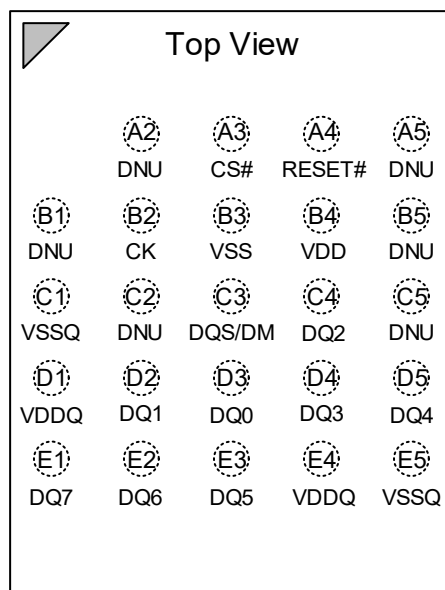 Top View
A2 A3 A4 A5
DNU CS# RESET# DNU
B1 B2 B3 B4 B5
DNU CK VSS VDD DNU
C1 C2 C3 C4 C5
VSSQ DNU DQS/DM DQ2 DNU
D1 D2 D3 D4 D5
VDDQ DQ1 DQ0 DQ3 DQ4
E1 E2 E3 E4 E5
DQ7 DQ6 DQ5 VDDQ VSSQ